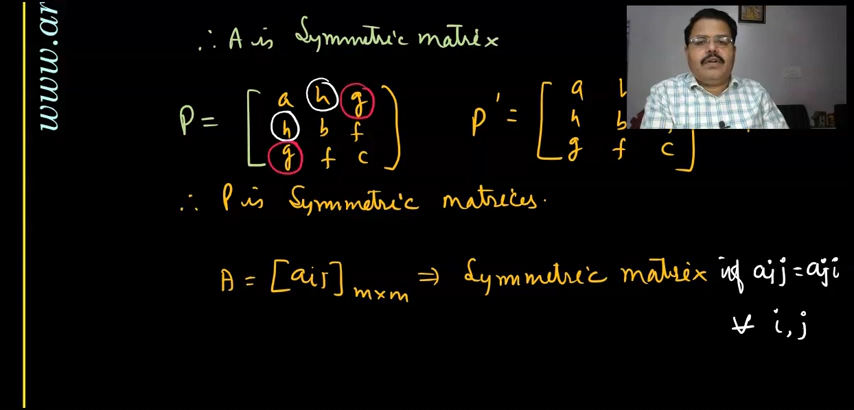 www.ar
∴ A is Symmetric matrix
P = [ a h g
h b f
g f c ]
P' = [ a h
h b
g f c ]
∴ P is Symmetric matrices.
A = [aij]m×m ⇒ Symmetric matrix if aij = aji
∀ i, j